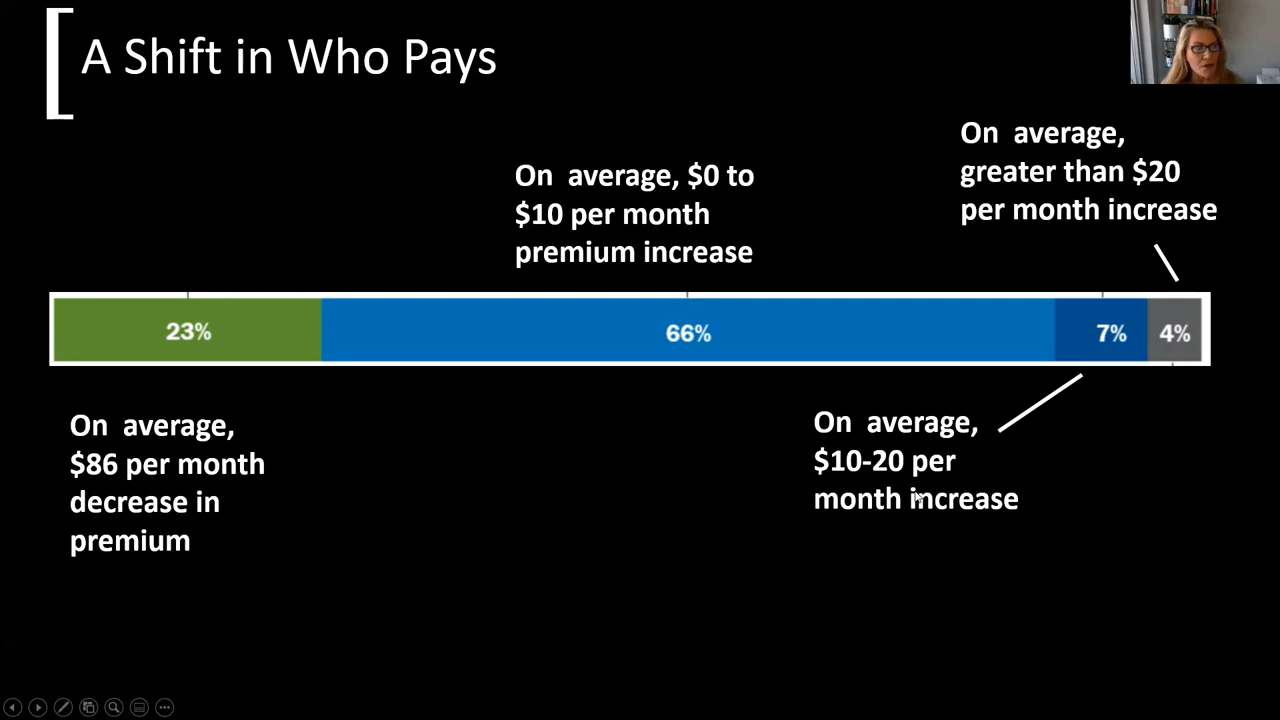 A Shift in Who Pays
On average,
greater than $20
per month increase
On average, $0 to
$10 per month
premium increase
23%
66%
7%
4%
On average,
$86 per month
decrease in
premium
On average,
$10-20 per
month increase